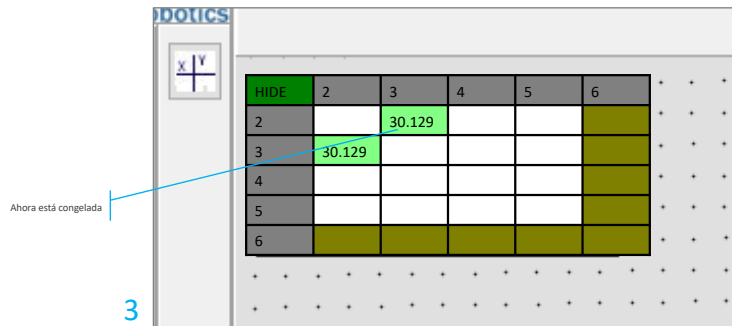 obotics
X Y
HIDE 2 3 4 5 6
2 30.129
3 30.129
4
5
6
Ahora está congelada
3